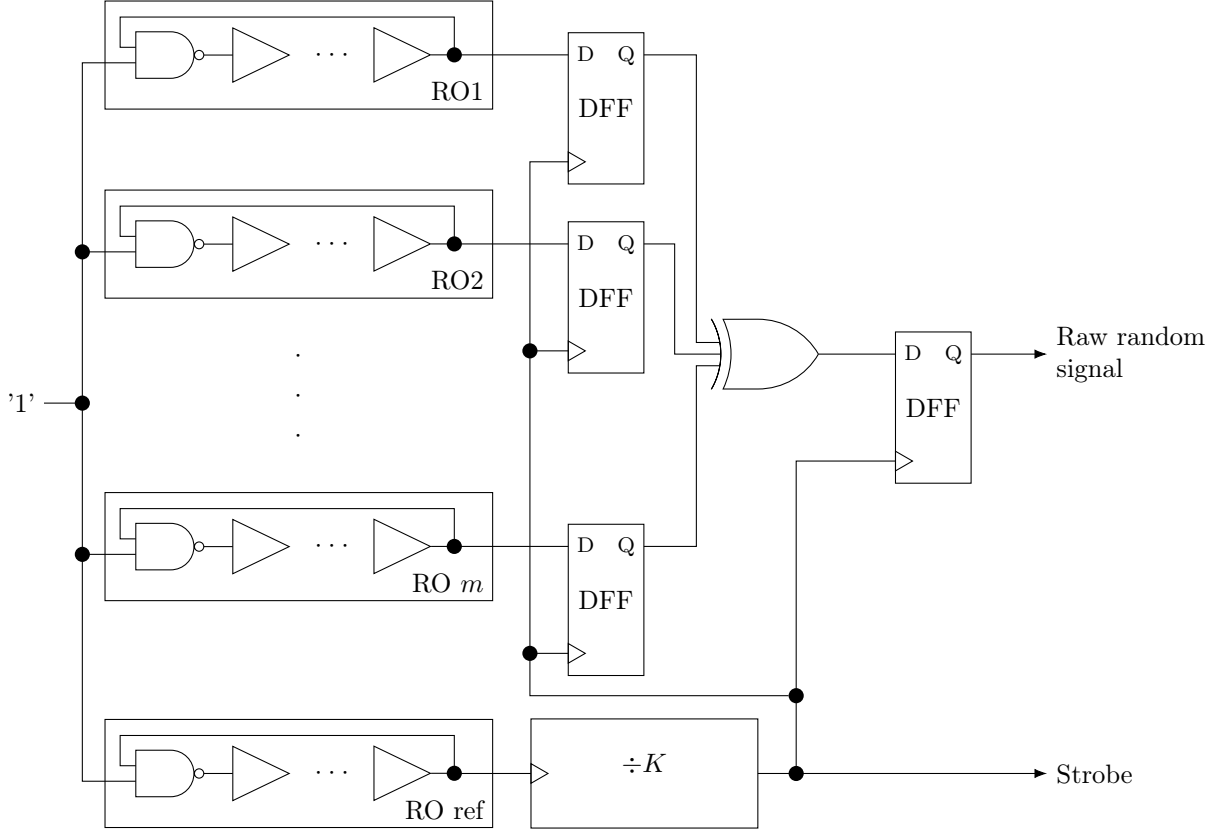 RO1
D Q
DFF
RO2
D Q
DFF
'1'
Raw random
signal
D Q
DFF
RO m
D Q
DFF
RO ref
÷K
Strobe